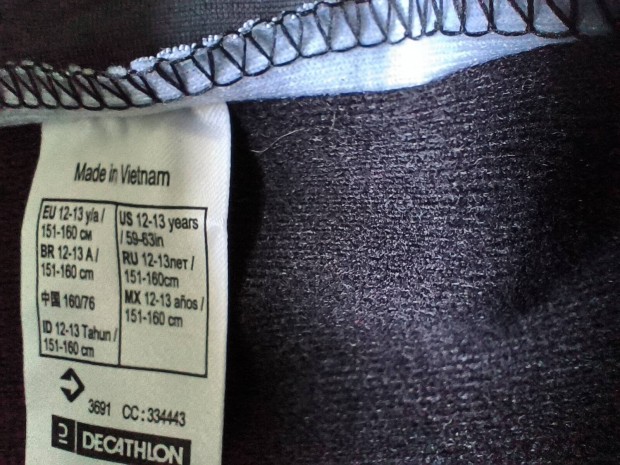 Made in Vietnam
EU 12-13 y/a /
151-160 CM
BR 12-13 A /
151-160 cm
中国 160/76
ID 12-13 Tahun /
151-160 cm
US 12-13 years
/ 59-63in
RU 12-13лет /
151-160cm
MX 12-13 años /
151-160 cm
3691 CC : 334443
DECATHLON